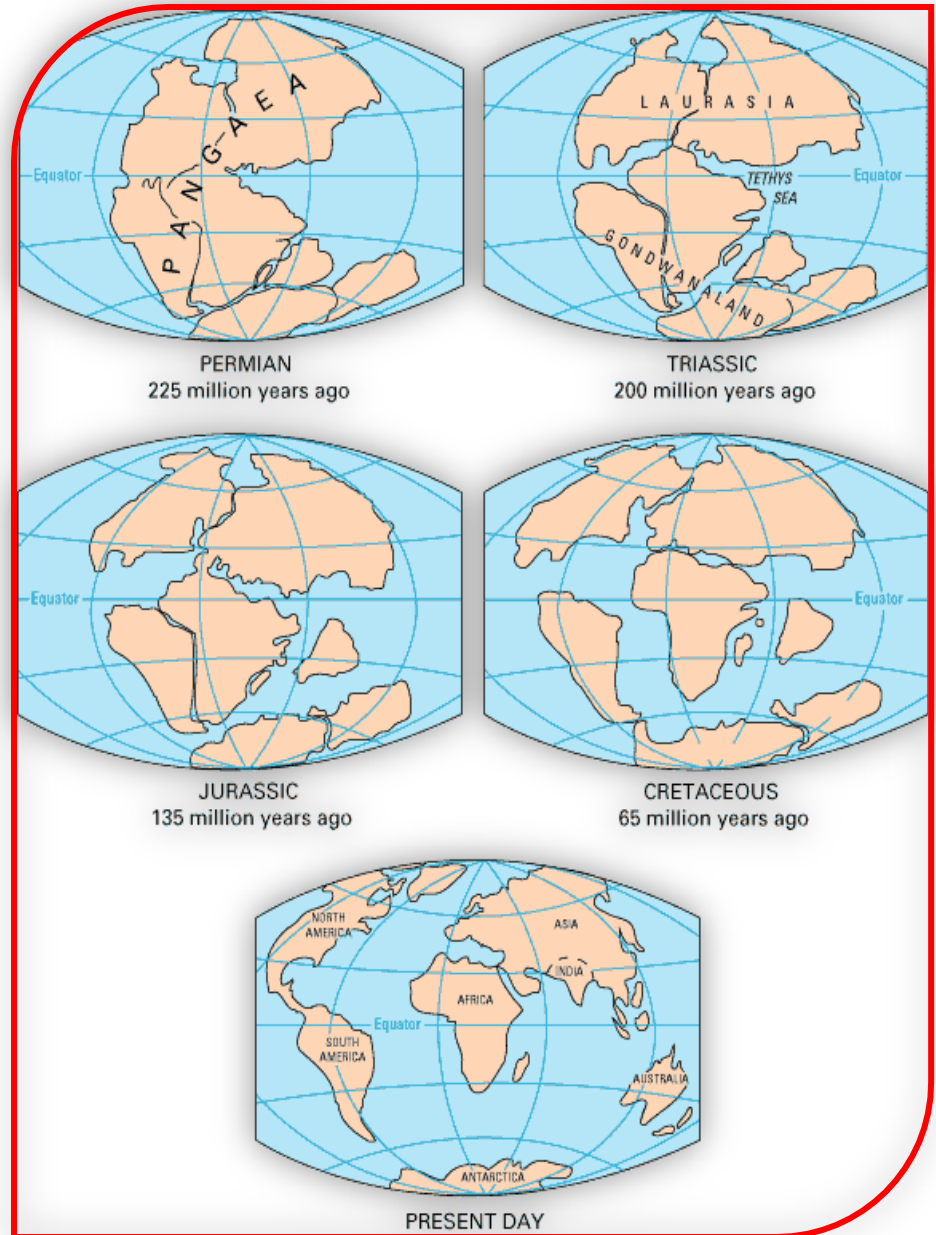 PANGAEA
Equator
PERMIAN
225 million years ago
LAURASIA
TETHYS
SEA
Equator
GONDWANALAND
TRIASSIC
200 million years ago
Equator
JURASSIC
135 million years ago
Equator
CRETACEOUS
65 million years ago
NORTH
AMERICA
ASIA
INDIA
AFRICA
Equator
SOUTH
AMERICA
AUSTRALIA
ANTARCTICA
PRESENT DAY